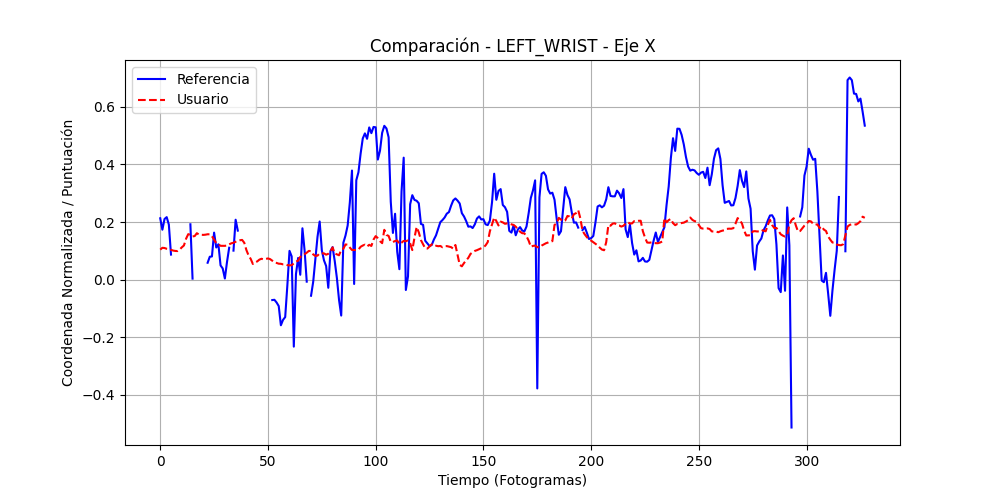 Comparación - LEFT_WRIST - Eje X
Referencia
Usuario
Coordenada Normalizada / Puntuación
0.6
0.4
0.2
0.0
−0.2
−0.4
0 50 100 150 200 250 300
Tiempo (Fotogramas)